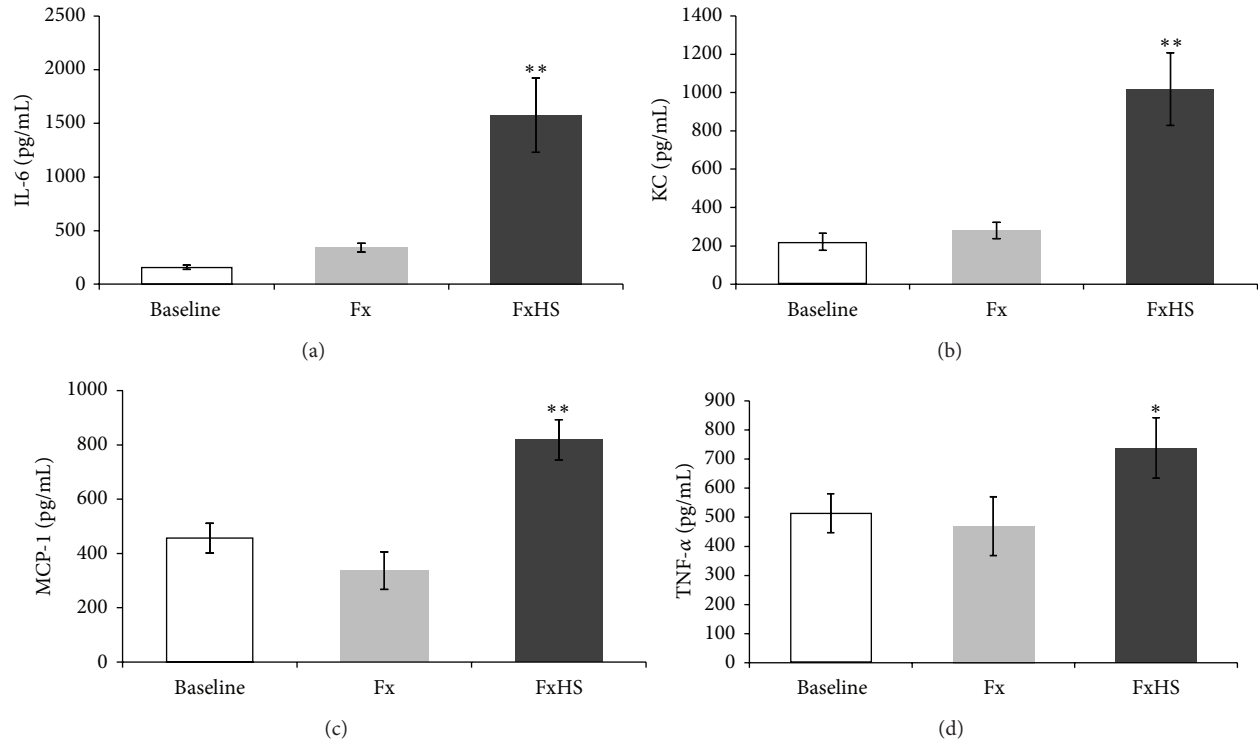 2500
2000
1500
1000
500
0
IL-6 (pg/mL)
**
Baseline Fx FxHS
(a)
1400
1200
1000
800
600
400
200
0
KC (pg/mL)
**
Baseline Fx FxHS
(b)
1000
800
600
400
200
0
MCP-1 (pg/mL)
**
Baseline Fx FxHS
(c)
900
800
700
600
500
400
300
200
100
0
TNF-α (pg/mL)
*
Baseline Fx FxHS
(d)